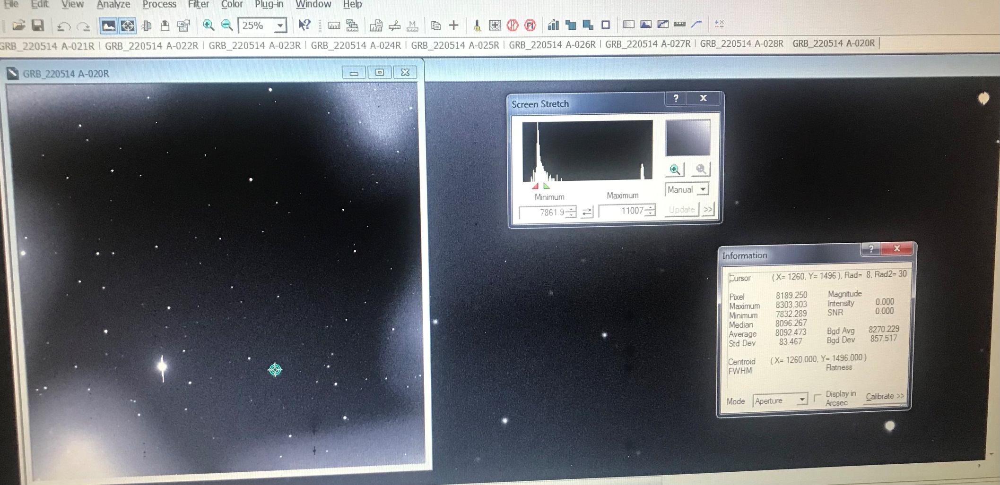 File Edit View Analyze Process Filter Color Plug-in Window Help
25%
GRB_220514 A-021R | GRB_220514 A-022R | GRB_220514 A-023R | GRB_220514 A-024R | GRB_220514 A-025R | GRB_220514 A-026R | GRB_220514 A-027R | GRB_220514 A-028R GRB_220514 A-020R |
GRB_220514 A-020R
Screen Stretch
Minimum Maximum
7861.9 11007
Manual
Update >>
Information
Cursor (X= 1260, Y= 1496 ), Rad= 8, Rad2= 30
Pixel 8189.250 Magnitude
Maximum 8303.303 Intensity 0.000
Minimum 7832.289 SNR 0.000
Median 8096.267
Average 8092.473 Bgd Avg 8270.229
Std Dev 83.467 Bgd Dev 857.517
Centroid (X= 1260.000, Y= 1496.000 )
FWHM Flatness
Mode Aperture Display in Arcsec Calibrate >>